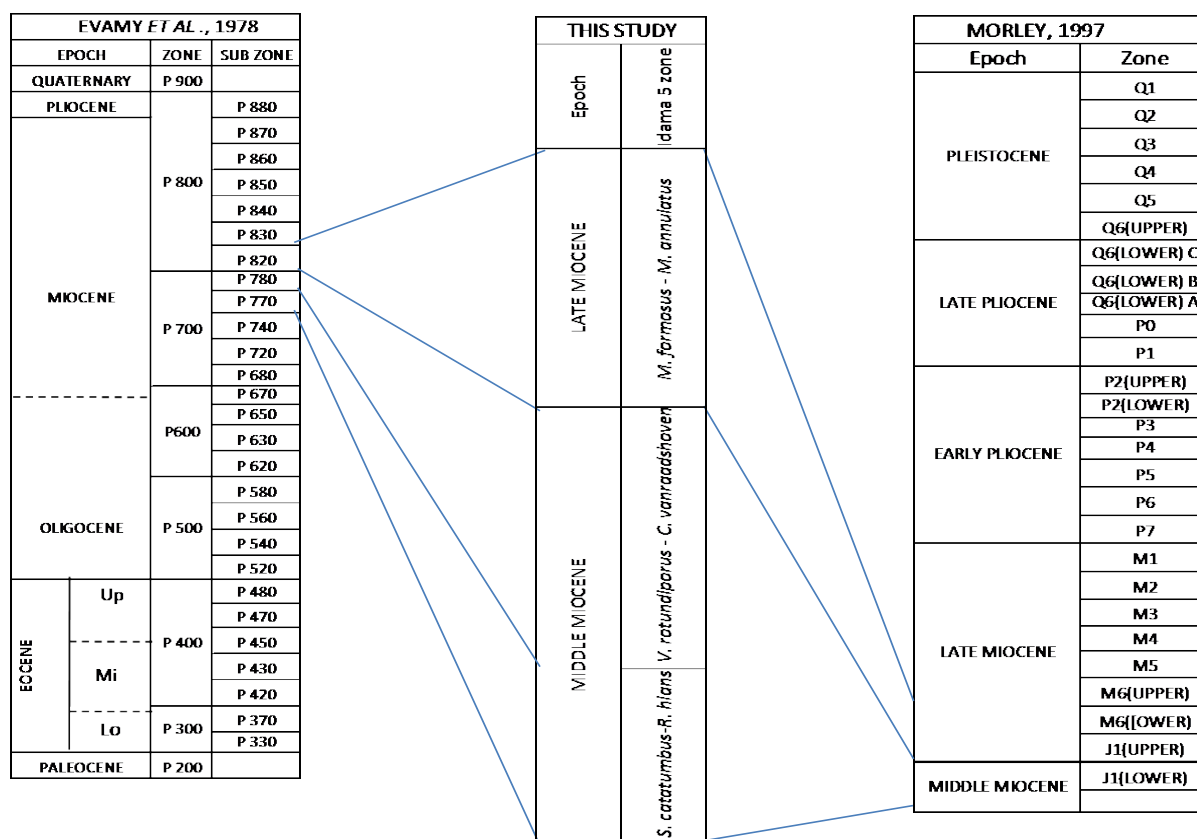 EVAMY ET AL ., 1978
EPOCH ZONE SUB ZONE
QUATERNARY P 900
PLIOCENE P 880
P 870
P 860
P 800
P 850
P 840
P 830
P 820
MIOCENE
P 780
P 770
P 700
P 740
P 720
P 680
P 670
P 650
P600
P 630
P 620
P 580
OLIGOCENE P 500
P 560
P 540
P 520
EOCENE
Up
P 480
P 470
P 400
P 450
Mi
P 430
P 420
Lo
P 300
P 370
P 330
PALEOCENE P 200
THIS STUDY
Epoch
Idama 5 zone
LATE MIOCENE
M. formosus - M. annulatus
MIDDLE MIOCENE
V. rotundiporus - C. vanraadshoven
S. catatumbus-R. hians
MORLEY, 1997
Epoch Zone
PLEISTOCENE
Q1
Q2
Q3
Q4
Q5
Q6(UPPER)
LATE PLIOCENE
Q6(LOWER) C
Q6(LOWER) B
Q6(LOWER) A
P0
P1
EARLY PLIOCENE
P2(UPPER)
P2(LOWER)
P3
P4
P5
P6
P7
LATE MIOCENE
M1
M2
M3
M4
M5
M6(UPPER)
M6([OWER)
J1(UPPER)
MIDDLE MIOCENE
J1(LOWER)